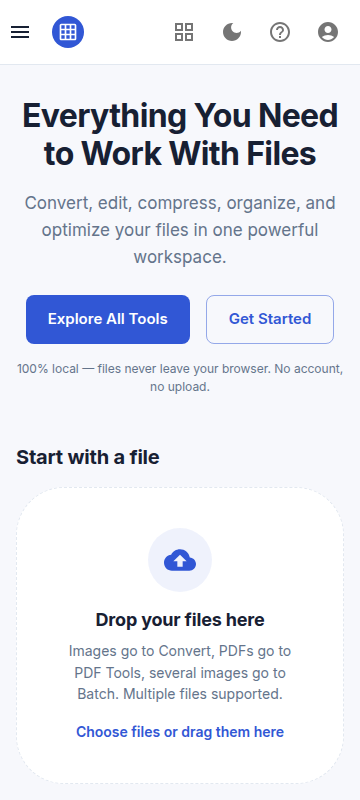 Everything You Need
to Work With Files
Convert, edit, compress, organize, and
optimize your files in one powerful
workspace.
Explore All Tools
Get Started
100% local — files never leave your browser. No account,
no upload.
Start with a file
Drop your files here
Images go to Convert, PDFs go to
PDF Tools, several images go to
Batch. Multiple files supported.
Choose files or drag them here